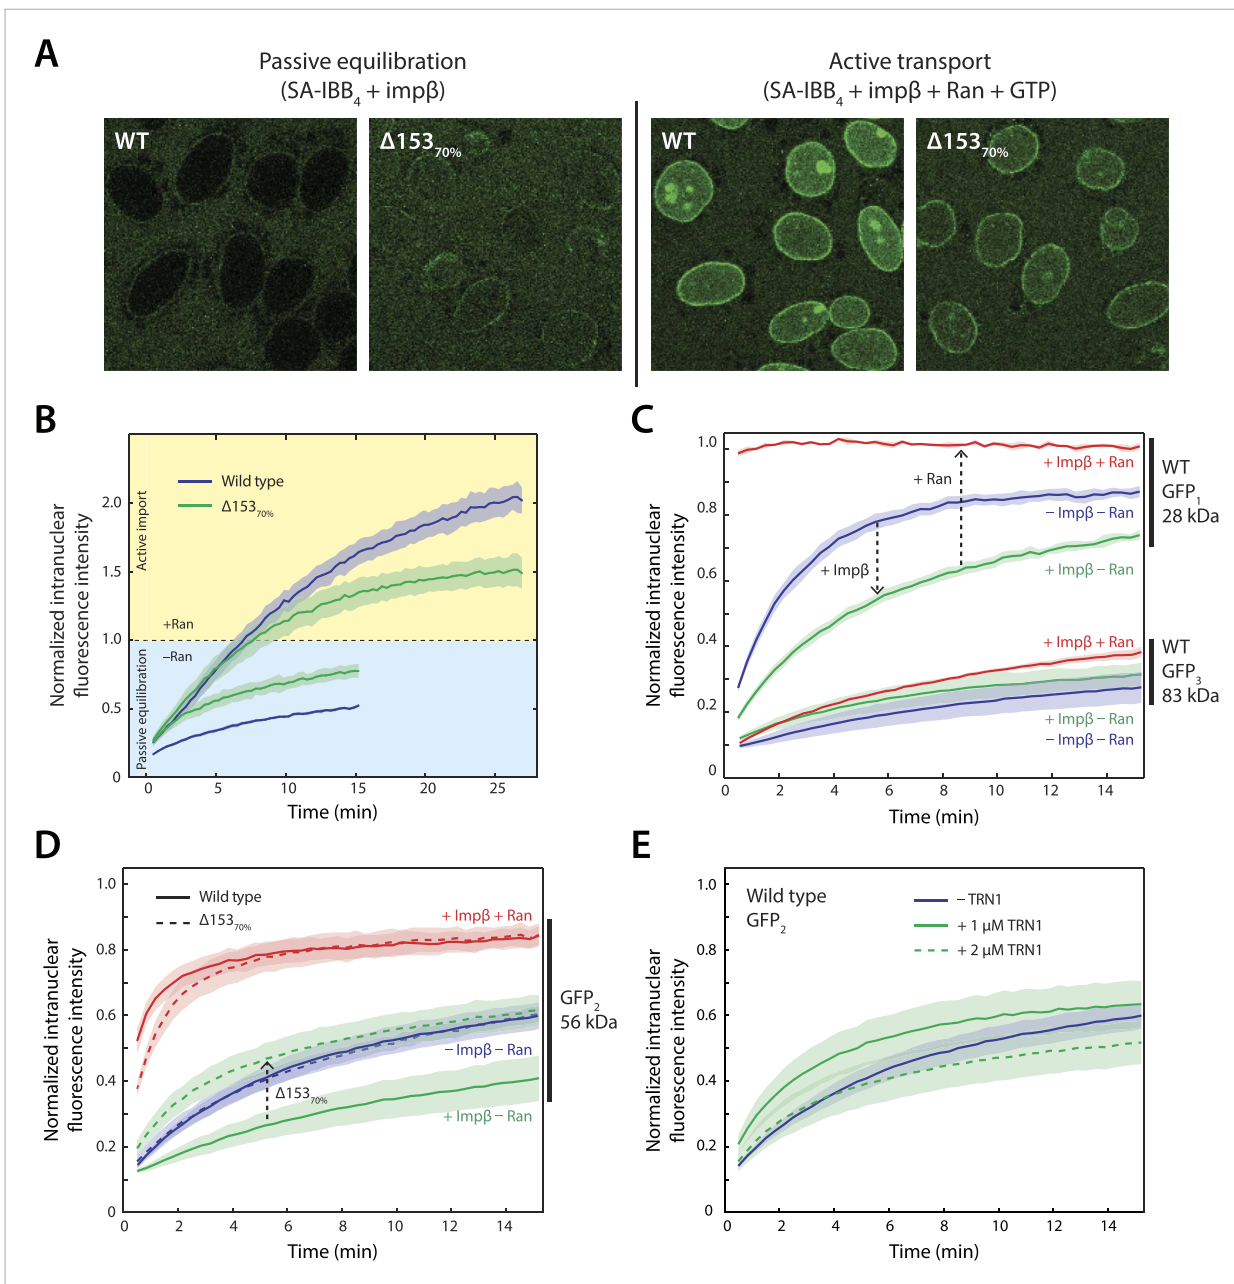 A
Passive equilibration
(SA-IBB4 + impβ)
Active transport
(SA-IBB4 + impβ + Ran + GTP)
WT
Δ15370%
WT
Δ15370%
B
Normalized intranuclear
fluorescence intensity
Active import
Passive equilibration
Wild type
Δ15370%
+Ran
–Ran
2.0
1.5
1.0
0.5
0
0 5 10 15 20 25
Time (min)
C
Normalized intranuclear
fluorescence intensity
1.0
0.8
0.6
0.4
0.2
0
+ Ran
+ Impβ
+ Impβ + Ran
– Impβ – Ran
+ Impβ – Ran
WT
GFP1
28 kDa
+ Impβ + Ran
+ Impβ – Ran
– Impβ – Ran
WT
GFP3
83 kDa
0 2 4 6 8 10 12 14
Time (min)
D
Normalized intranuclear
fluorescence intensity
1.0
0.8
0.6
0.4
0.2
0
Wild type
Δ15370%
+ Impβ + Ran
– Impβ – Ran
Δ15370%
+ Impβ – Ran
GFP2
56 kDa
0 2 4 6 8 10 12 14
Time (min)
E
Normalized intranuclear
fluorescence intensity
1.0
0.8
0.6
0.4
0.2
0
Wild type
GFP2
– TRN1
+ 1 μM TRN1
+ 2 μM TRN1
0 2 4 6 8 10 12 14
Time (min)